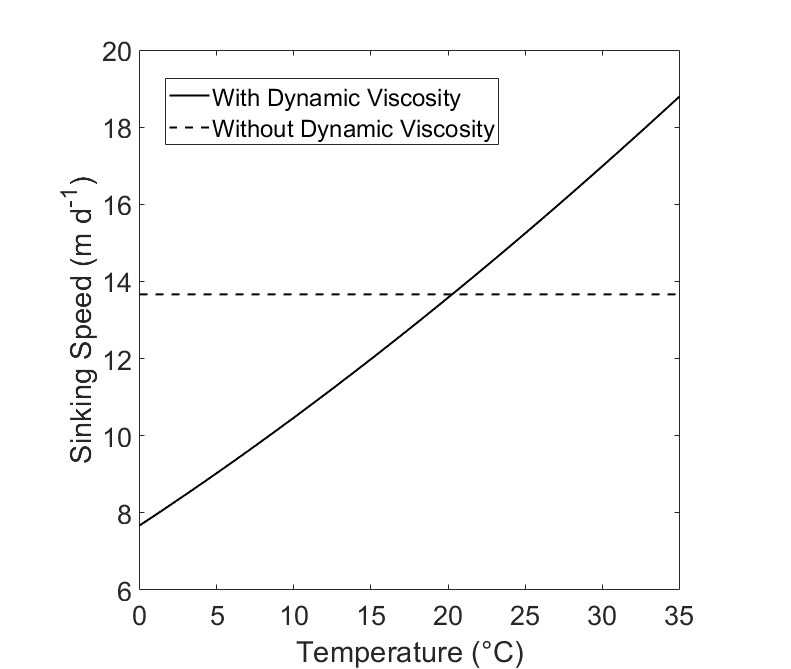 With Dynamic Viscosity
Without Dynamic Viscosity
20
18
16
14
12
10
8
6
Sinking Speed (m d⁻¹)
0 5 10 15 20 25 30 35
Temperature (°C)